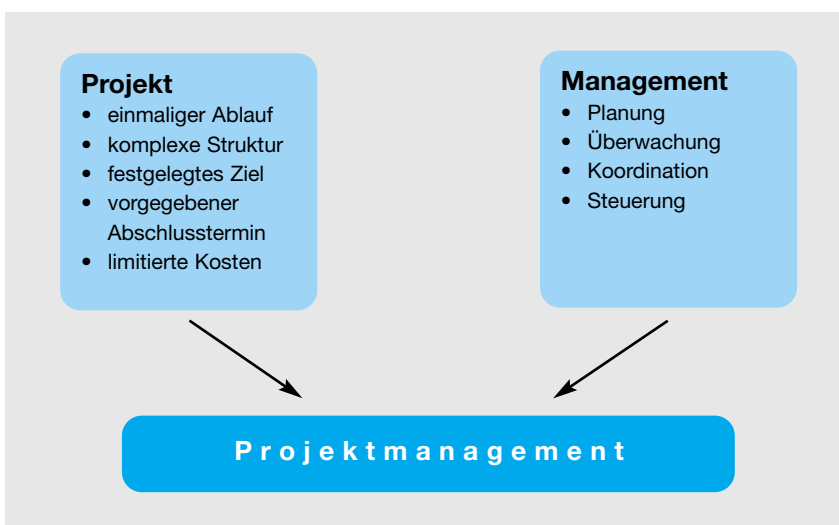 Projekt
• einmaliger Ablauf
• komplexe Struktur
• festgelegtes Ziel
• vorgegebener
Abschlusstermin
• limitierte Kosten
Management
• Planung
• Überwachung
• Koordination
• Steuerung
Projektmanagement